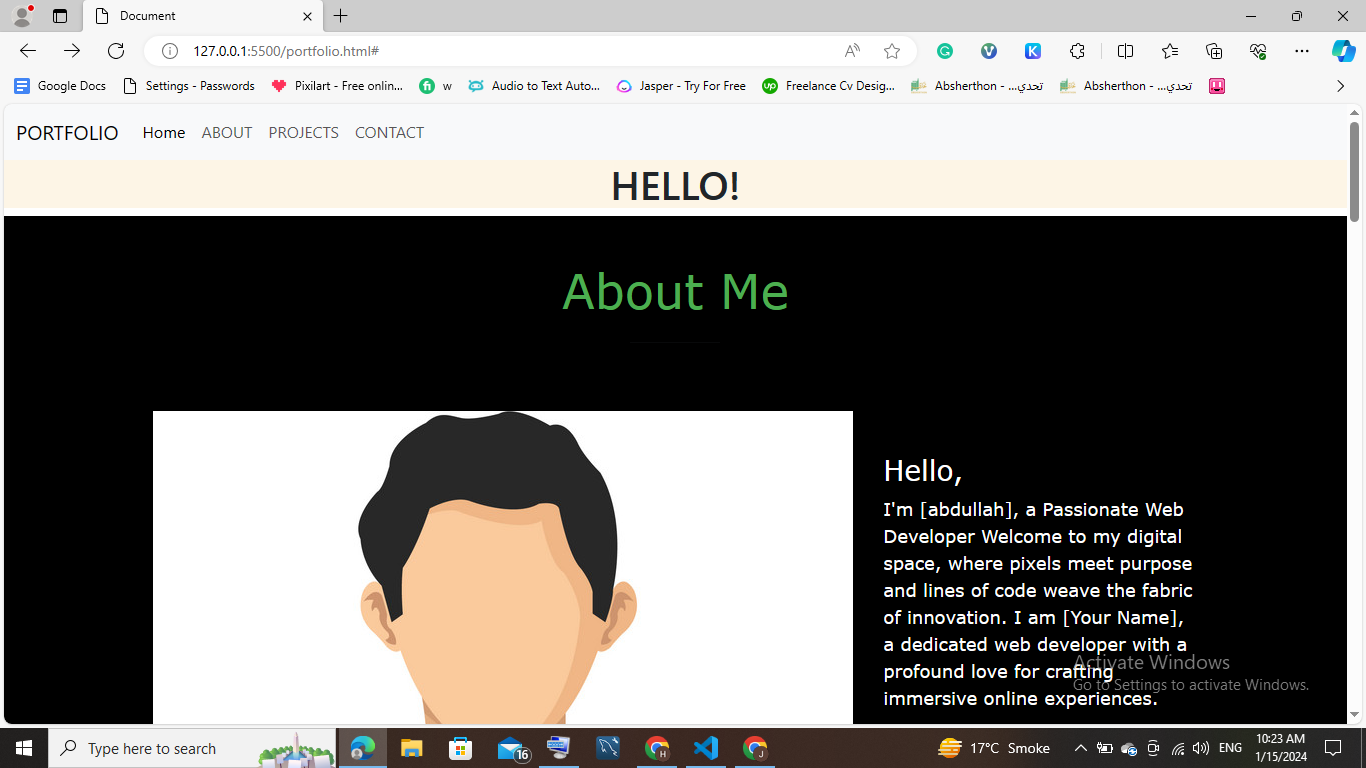 Document
127.0.0.1:5500/portfolio.html#
Google Docs
Settings - Passwords
Pixilart - Free onlin...
w
Audio to Text Auto...
Jasper - Try For Free
Freelance Cv Desig...
Absherthon - ...تحدي
Absherthon - ...تحدي
PORTFOLIO Home ABOUT PROJECTS CONTACT
HELLO!
About Me
Hello,
I'm [abdullah], a Passionate Web
Developer Welcome to my digital
space, where pixels meet purpose
and lines of code weave the fabric
of innovation. I am [Your Name],
a dedicated web developer with a
profound love for crafting
immersive online experiences.
Activate Windows
Go to Settings to activate Windows.
Type here to search
16
H
J
17°C Smoke
ENG
10:23 AM
1/15/2024